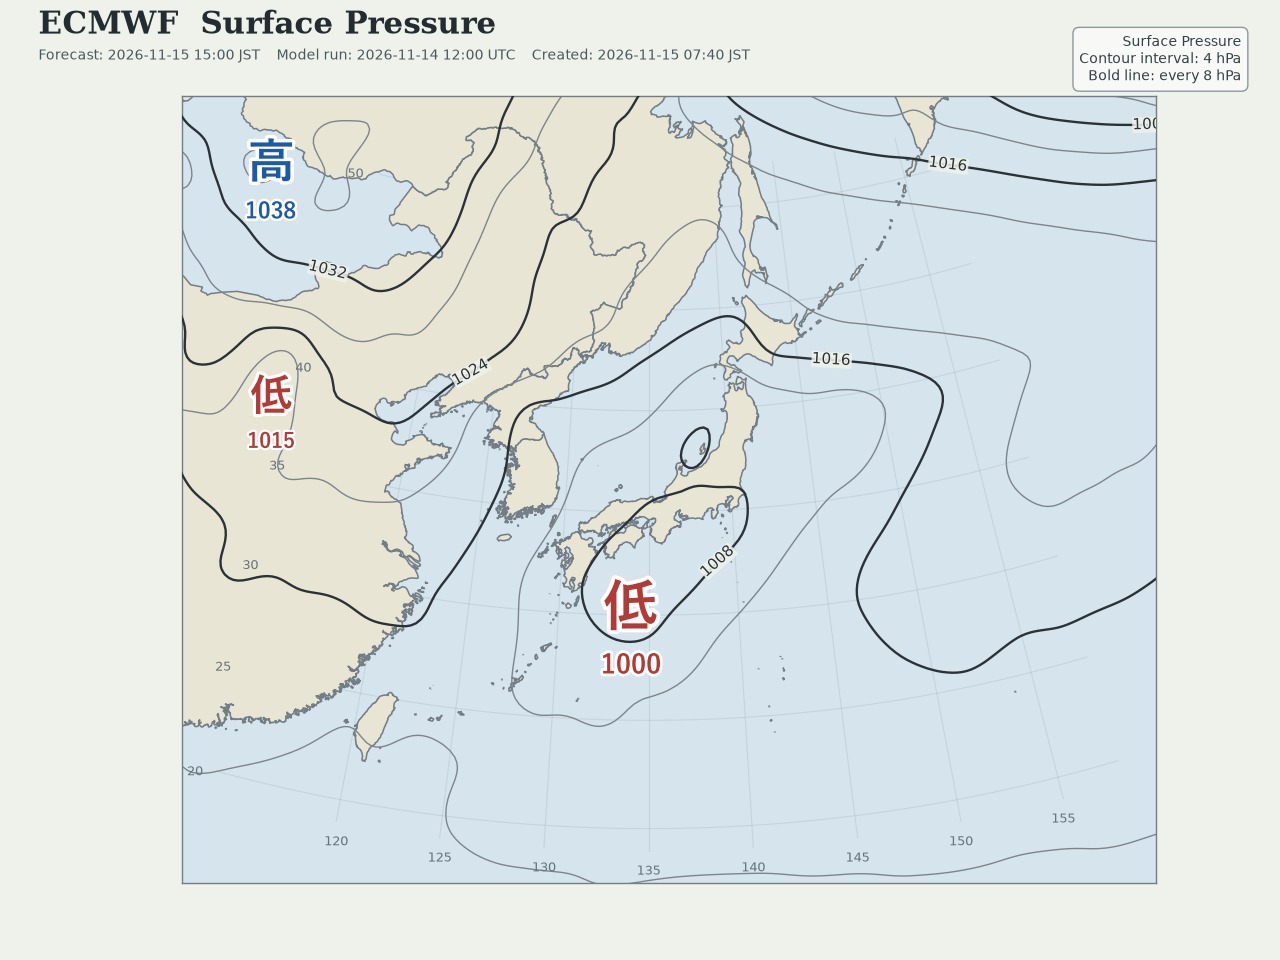 ECMWF  Surface Pressure
Forecast: 2026-11-15 15:00 JST    Model run: 2026-11-14 12:00 UTC    Created: 2026-11-15 07:40 JST
Surface Pressure
Contour interval: 4 hPa
Bold line: every 8 hPa
100
1016
高
50
1038
1032
1016
40
1024
低
1015
35
30
1008
低
1000
25
20
155
120
150
125
145
130
140
135